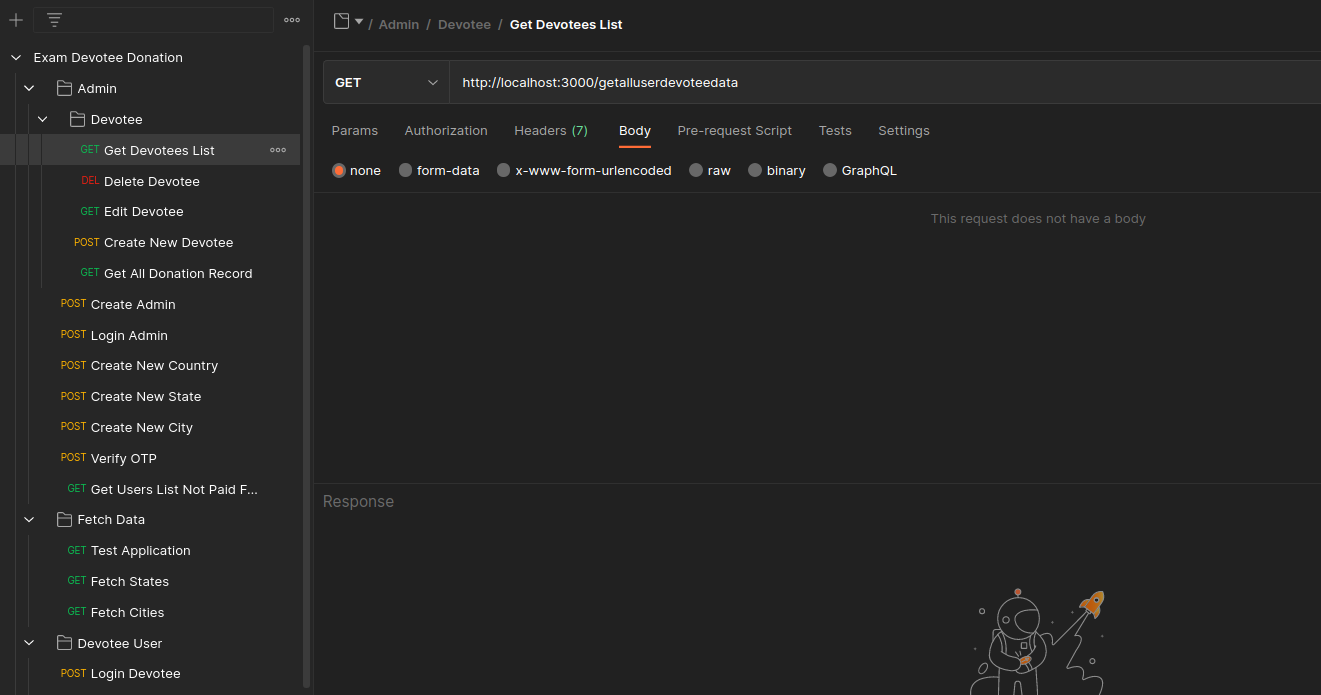 / Admin / Devotee / Get Devotees List
Exam Devotee Donation
Admin
Devotee
GET Get Devotees List
DEL Delete Devotee
GET Edit Devotee
POST Create New Devotee
GET Get All Donation Record
POST Create Admin
POST Login Admin
POST Create New Country
POST Create New State
POST Create New City
POST Verify OTP
GET Get Users List Not Paid F...
Fetch Data
GET Test Application
GET Fetch States
GET Fetch Cities
Devotee User
POST Login Devotee
GET http://localhost:3000/getalluserdevoteedata
Params Authorization Headers (7) Body Pre-request Script Tests Settings
none form-data x-www-form-urlencoded raw binary GraphQL
This request does not have a body
Response